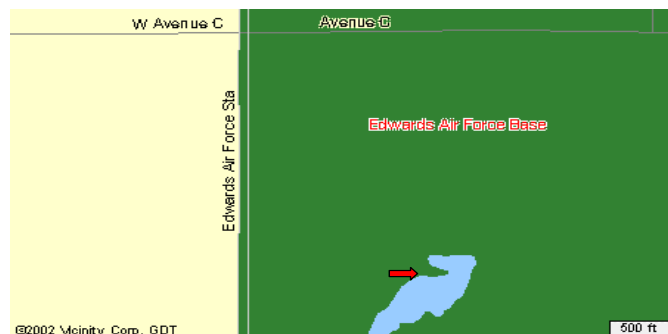 W Avenue C
Avenue C
Edwards Air Force Sta
Edwards Air Force Base
©2002 Vicinity Corp. GDT
500 ft